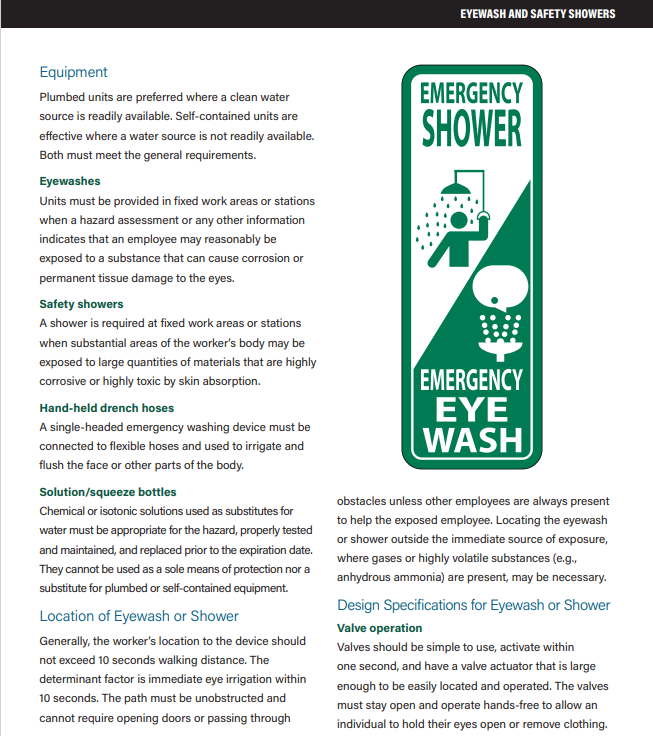 EYEWASH AND SAFETY SHOWERS
Equipment
Plumbed units are preferred where a clean water
source is readily available. Self-contained units are
effective where a water source is not readily available.
Both must meet the general requirements.
Eyewashes
Units must be provided in fixed work areas or stations
when a hazard assessment or any other information
indicates that an employee may reasonably be
exposed to a substance that can cause corrosion or
permanent tissue damage to the eyes.
Safety showers
A shower is required at fixed work areas or stations
when substantial areas of the worker's body may be
exposed to large quantities of materials that are highly
corrosive or highly toxic by skin absorption.
Hand-held drench hoses
A single-headed emergency washing device must be
connected to flexible hoses and used to irrigate and
flush the face or other parts of the body.
Solution/squeeze bottles
Chemical or isotonic solutions used as substitutes for
water must be appropriate for the hazard, properly tested
and maintained, and replaced prior to the expiration date.
They cannot be used as a sole means of protection nor a
substitute for plumbed or self-contained equipment.
Location of Eyewash or Shower
Generally, the worker's location to the device should
not exceed 10 seconds walking distance. The
determinant factor is immediate eye irrigation within
10 seconds. The path must be unobstructed and
cannot require opening doors or passing through
EMERGENCY
SHOWER
EMERGENCY
EYE
WASH
obstacles unless other employees are always present
to help the exposed employee. Locating the eyewash
or shower outside the immediate source of exposure,
where gases or highly volatile substances (e.g.,
anhydrous ammonia) are present, may be necessary.
Design Specifications for Eyewash or Shower
Valve operation
Valves should be simple to use, activate within
one second, and have a valve actuator that is large
enough to be easily located and operated. The valves
must stay open and operate hands-free to allow an
individual to hold their eyes open or remove clothing.